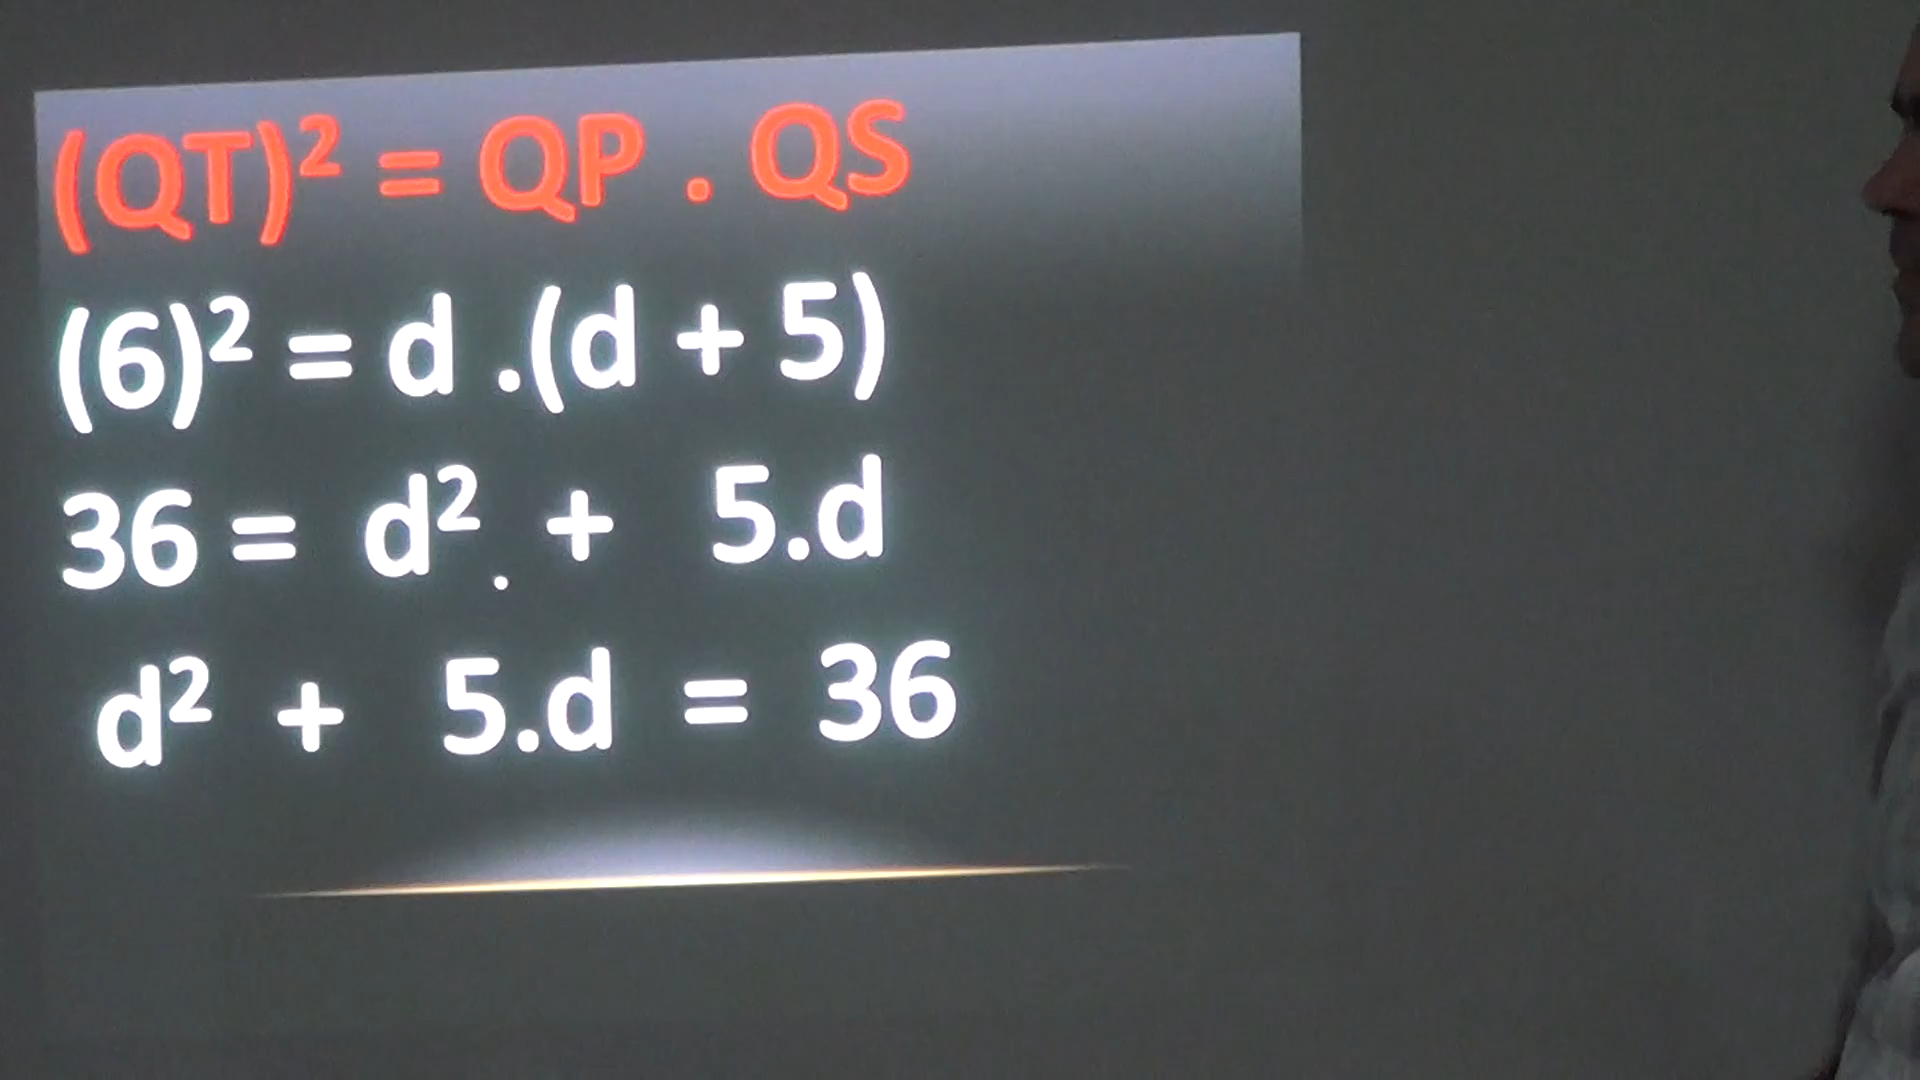 (QT)² = QP . QS
(6)² = d .(d + 5)
36 = d² . + 5.d
d² + 5.d = 36